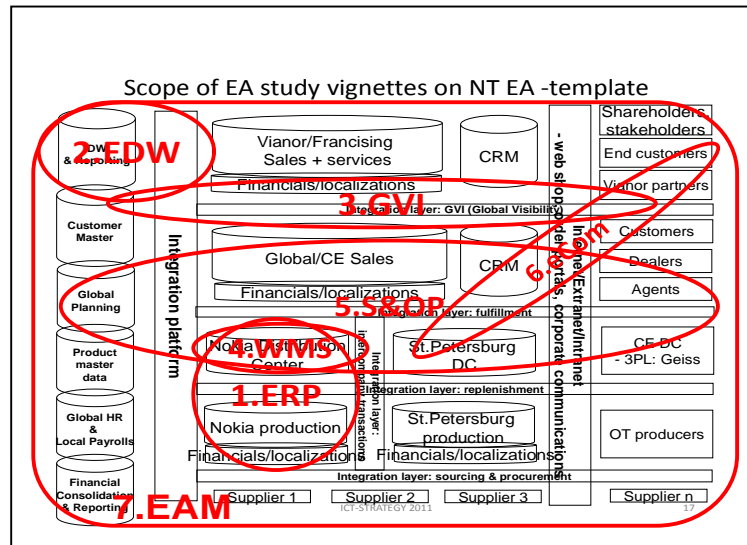 Scope of EA study vignettes on NT EA -template
DW
& Reporting
2.EDW
Customer
Master
Global
Planning
Product
master
data
Global HR
&
Local Payrolls
Financial
Consolidation
& Reporting
Integration platform
Vianor/Francising
Sales + services
Financials/localizations
CRM
Integration layer: GVI (Global Visibility)
3.GVI
Global/CE Sales
Financials/localizations
CRM
5.S&OP
Integration layer: fulfillment
Nokia Distribution
Center
4.WMS
Integration layer:
intercompany transactions
St.Petersburg
DC
Integration layer: replenishment
1.ERP
Nokia production
Financials/localizations
St.Petersburg
production
Financials/localizations
Integration layer: sourcing & procurement
Supplier 1
Supplier 2
Supplier 3
Supplier n
Internet/Extranet/Intranet
- web shops, order portals, corporate communications
6.eCom
Shareholders,
stakeholders
End customers
Vianor partners
Customers
Dealers
Agents
CE DC
- 3PL: Geiss
OT producers
7.EAM
ICT-STRATEGY 2011
17